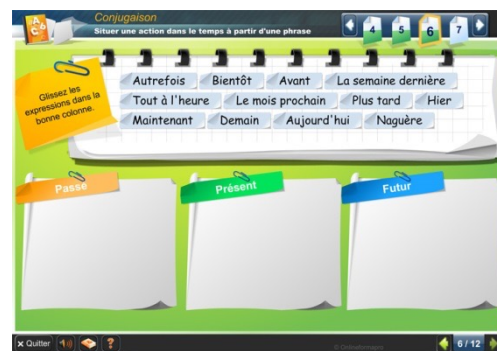 Conjugaison
Situer une action dans le temps à partir d'une phrase
4 5 6 7
Glissez les
expressions dans la
bonne colonne.
Autrefois Bientôt Avant La semaine dernière
Tout à l'heure Le mois prochain Plus tard Hier
Maintenant Demain Aujourd'hui Naguère
Passé Présent Futur
x Quitter ? 6 / 12